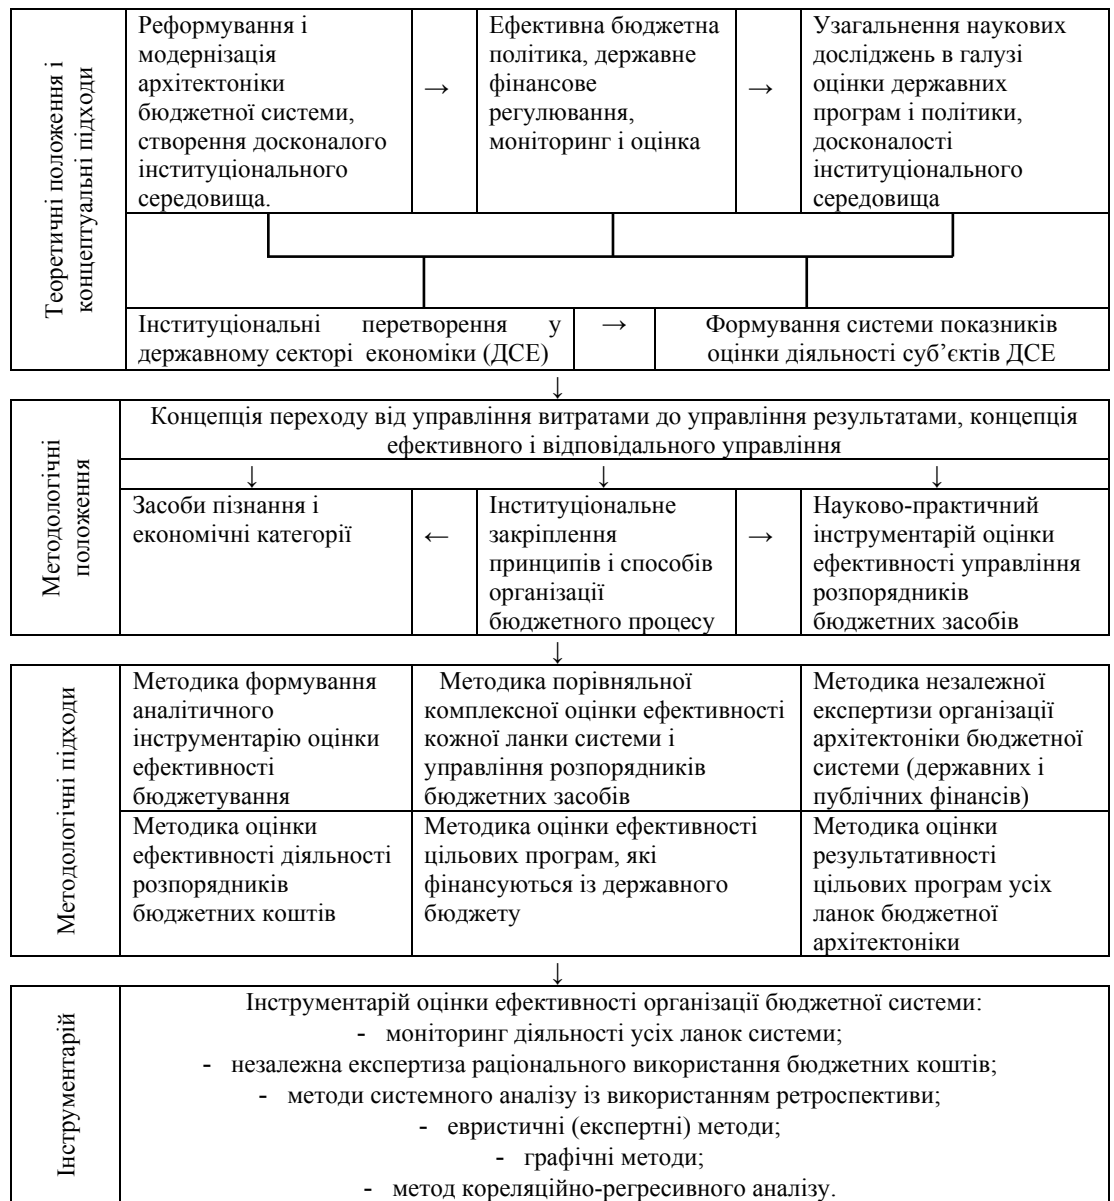 Теоретичні положення і
концептуальні підходи
Реформування і
модернізація
архітектоніки
бюджетної системи,
створення досконалого
інституціонального
середовища.
→
Ефективна бюджетна
політика, державне
фінансове
регулювання,
моніторинг і оцінка
→
Узагальнення наукових
досліджень в галузі
оцінки державних
програм і політики,
досконалості
інституціонального
середовища
Інституціональні перетворення у
державному секторі економіки (ДСЕ)
→
Формування системи показників
оцінки діяльності суб’єктів ДСЕ
↓
Методологічні
положення
Концепція переходу від управління витратами до управління результатами, концепція
ефективного і відповідального управління
↓ ↓ ↓
Засоби пізнання і
економічні категорії
←
Інституціональне
закріплення
принципів і способів
організації
бюджетного процесу
→
Науково-практичний
інструментарій оцінки
ефективності управління
розпорядників
бюджетних засобів
↓
Методологічні підходи
Методика формування
аналітичного
інструментарію оцінки
ефективності
бюджетування
Методика порівняльної
комплексної оцінки ефективності
кожної ланки системи і
управління розпорядників
бюджетних засобів
Методика незалежної
експертизи організації
архітектоніки бюджетної
системи (державних і
публічних фінансів)
Методика оцінки
ефективності діяльності
розпорядників
бюджетних коштів
Методика оцінки ефективності
цільових програм, які
фінансуються із державного
бюджету
Методика оцінки
результативності
цільових програм усіх
ланок бюджетної
архітектоніки
↓
Інструментарій
Інструментарій оцінки ефективності організації бюджетної системи:
- моніторинг діяльності усіх ланок системи;
- незалежна експертиза раціонального використання бюджетних коштів;
- методи системного аналізу із використанням ретроспективи;
- евристичні (експертні) методи;
- графічні методи;
- метод кореляційно-регресивного аналізу.